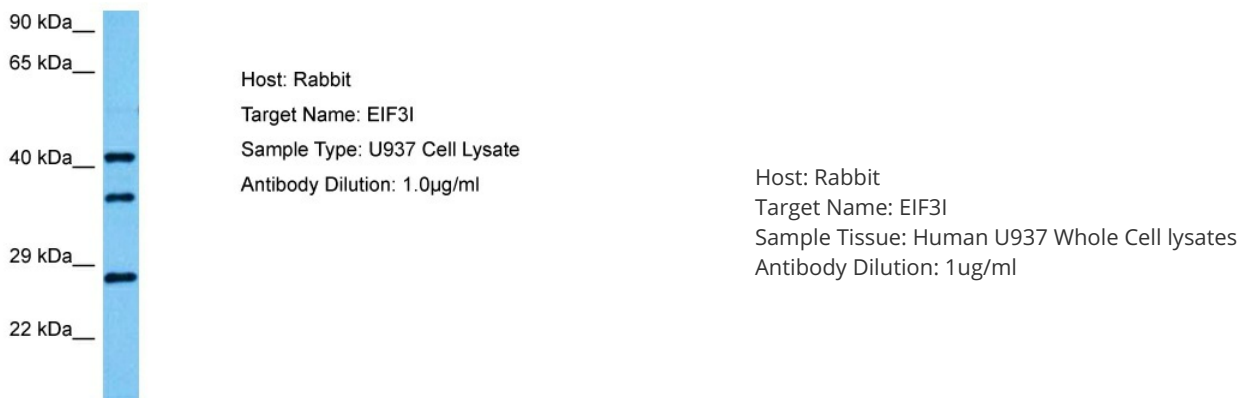 90 kDa__
65 kDa__
40 kDa__
29 kDa__
22 kDa__
Host: Rabbit
Target Name: EIF3I
Sample Type: U937 Cell Lysate
Antibody Dilution: 1.0µg/ml
Host: Rabbit
Target Name: EIF3I
Sample Tissue: Human U937 Whole Cell lysates
Antibody Dilution: 1ug/ml